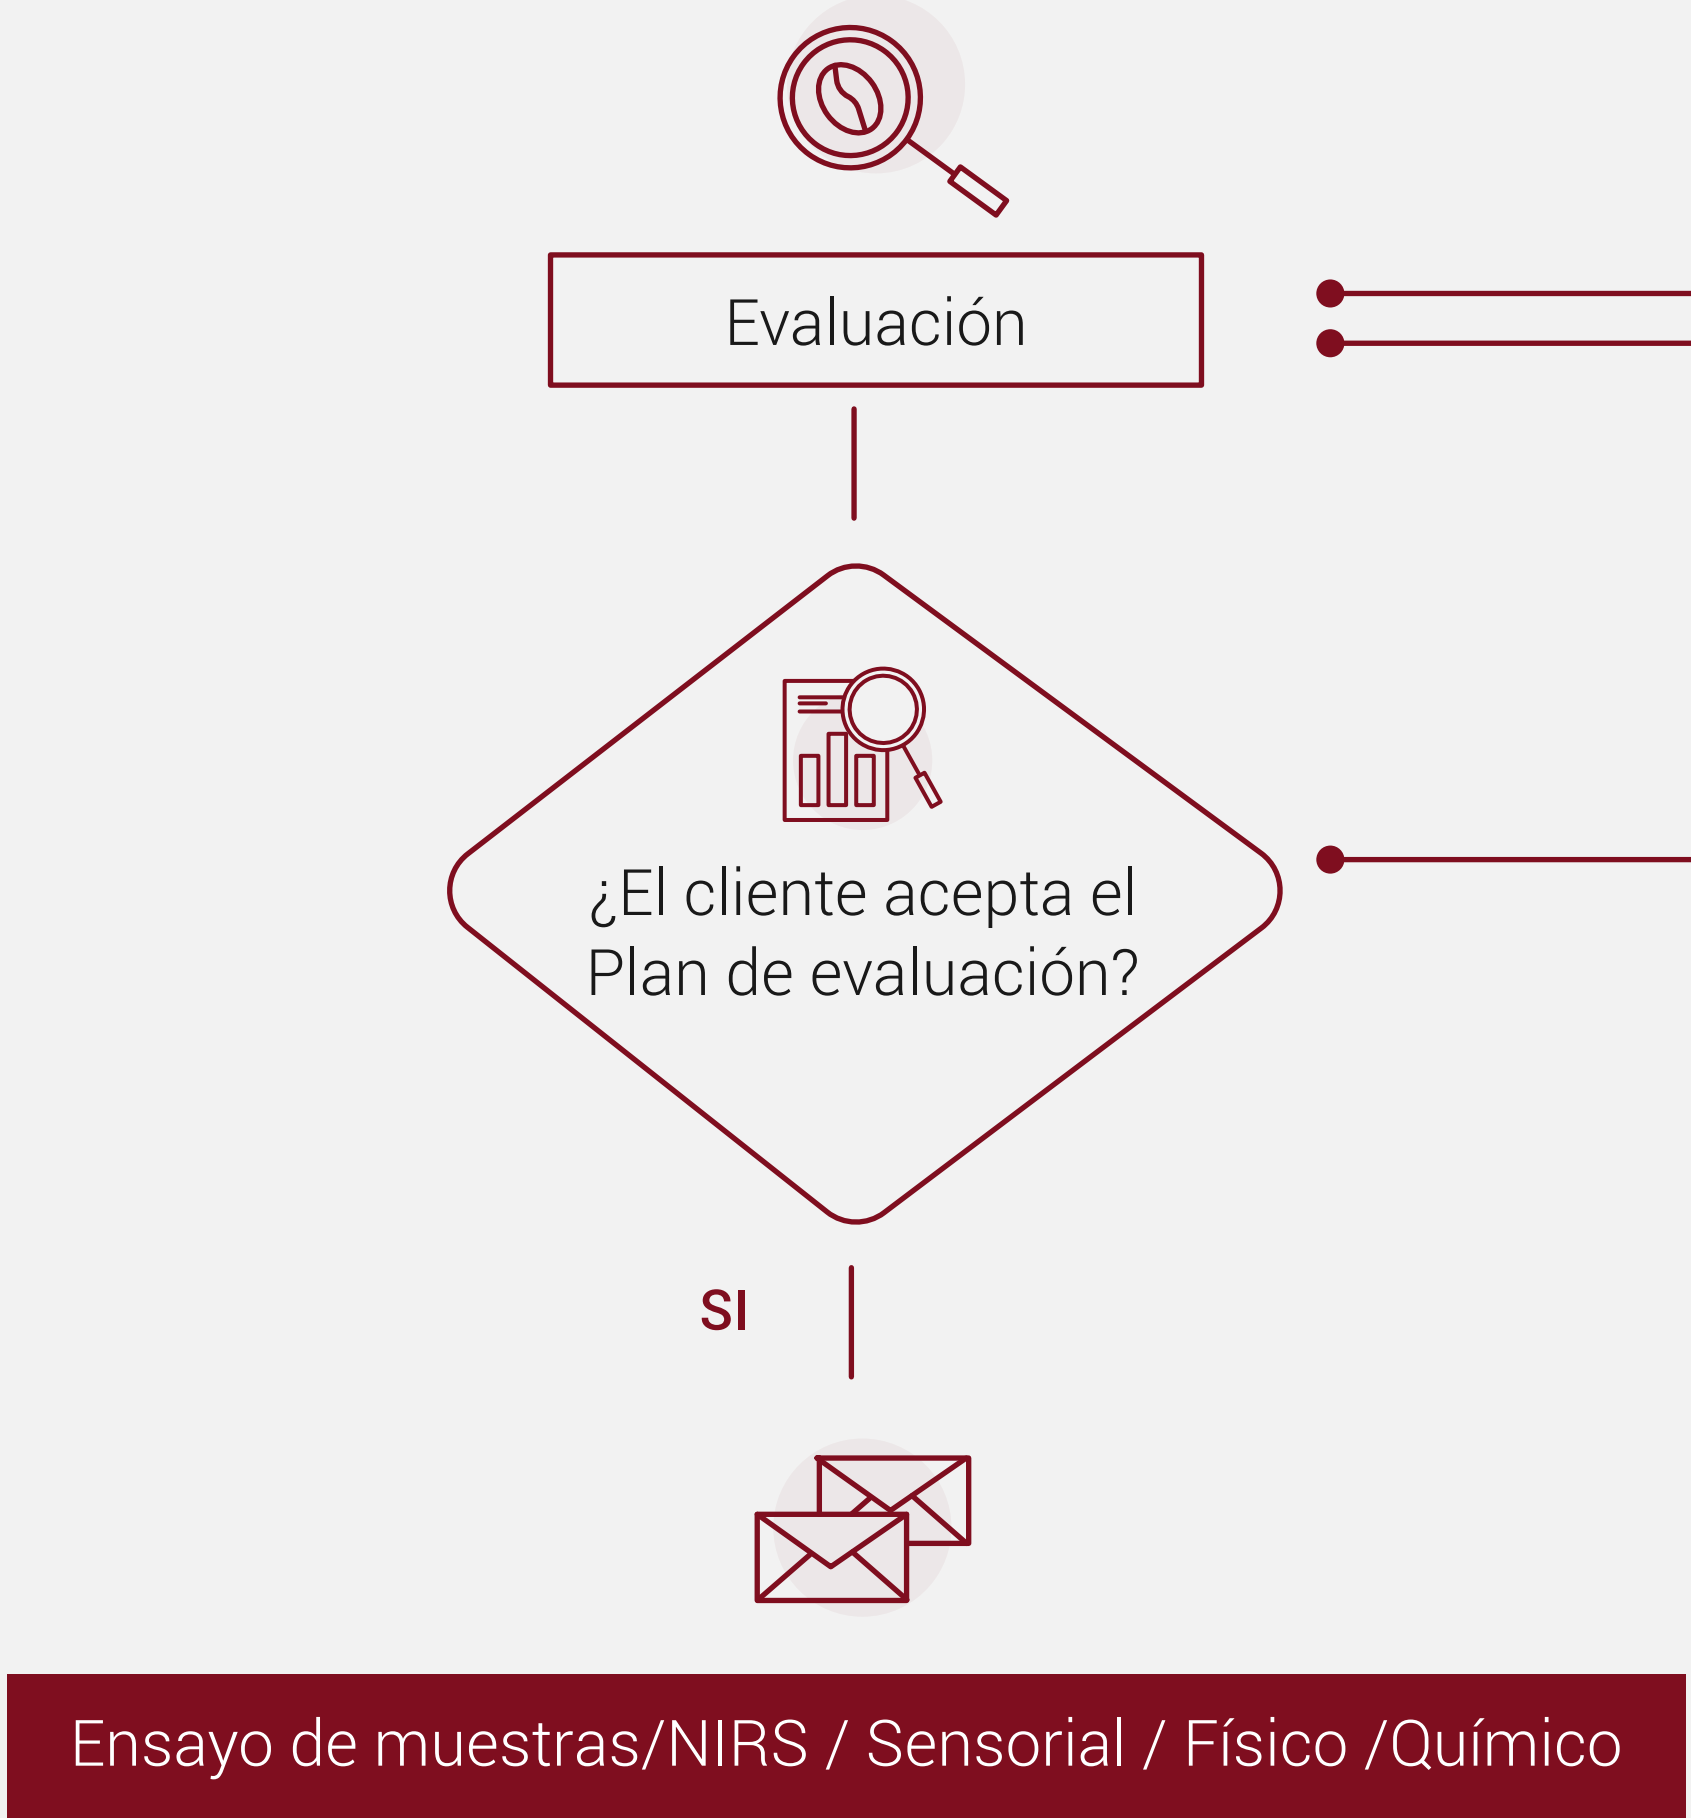 Evaluación
¿El cliente acepta el
Plan de evaluación?
SI
Ensayo de muestras/NIRS / Sensorial / Físico /Químico